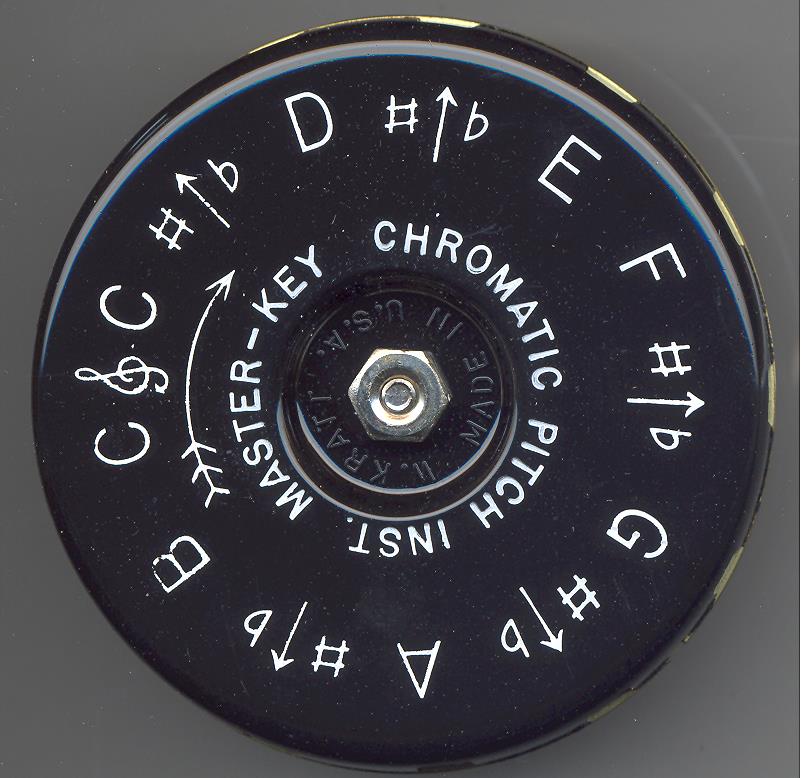 C
♯↑♭
D
♯↑♭
E
F
♯↑♭
G
♯↑♭
A
♯↑♭
B
C
MASTER-KEY CHROMATIC PITCH INST.
W. KRATT. MADE IN U.S.A.